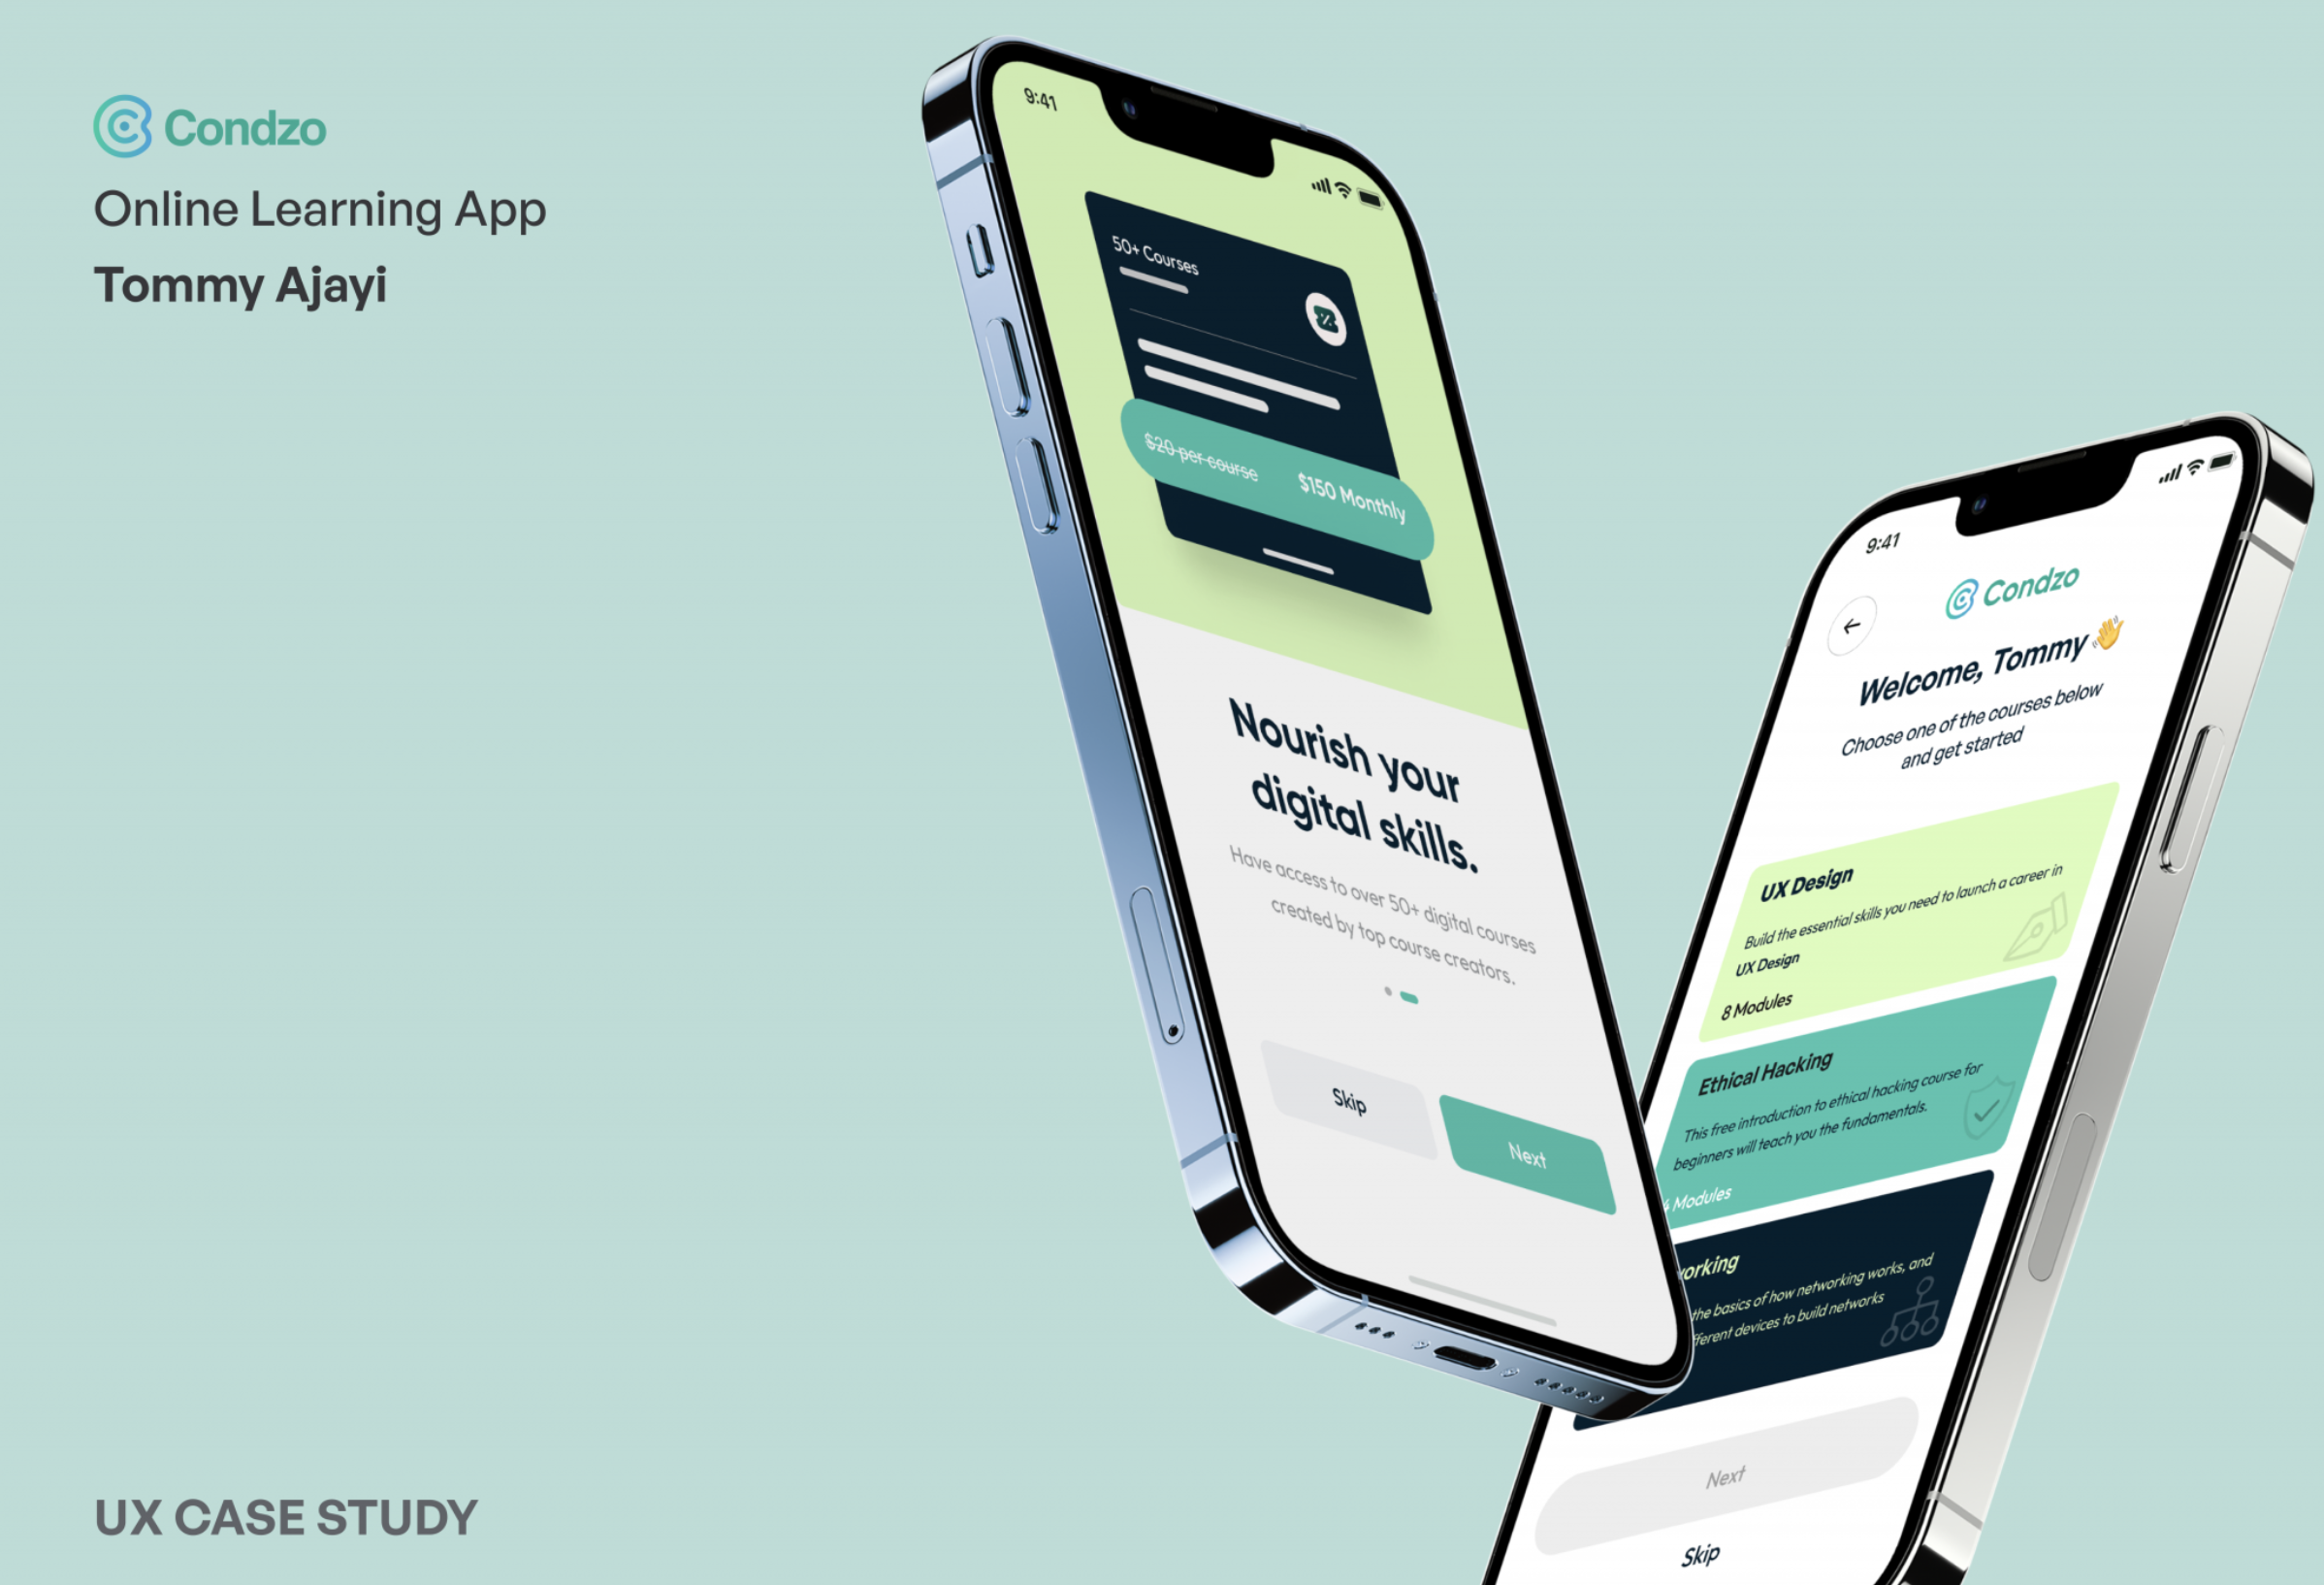 Condzo
Online Learning App
Tommy Ajayi
UX CASE STUDY
9:41
50+ Courses
$20 per course
$150 Monthly
Nourish your
digital skills.
Have access to over 50+ digital courses
created by top course creators.
Skip
Next
9:41
Condzo
Welcome, Tommy 👋
Choose one of the courses below
and get started
UX Design
Build the essential skills you need to launch a career in
UX Design
8 Modules
Ethical Hacking
This free introduction to ethical hacking course for
beginners will teach you the fundamentals.
Modules
orking
the basics of how networking works, and
fferent devices to build networks
Next
Skip